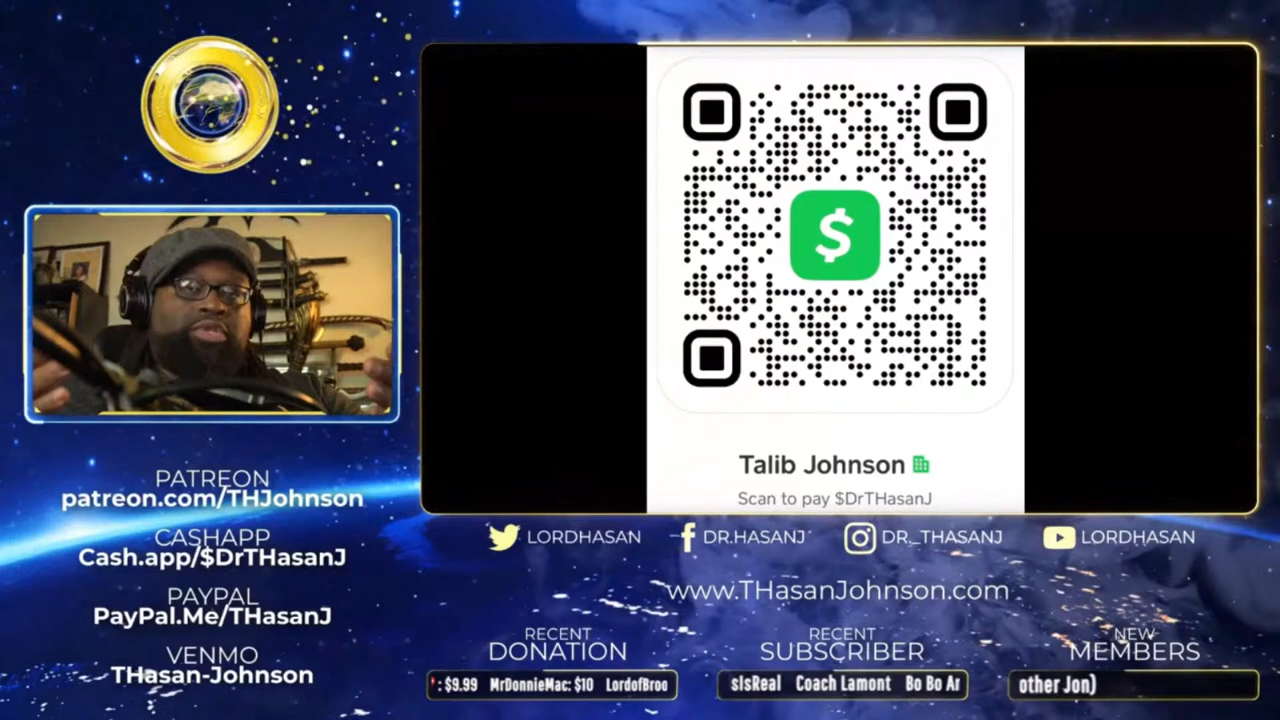 $
Talib Johnson
Scan to pay $DrTHasanJ
PATREON
patreon.com/THJohnson
CASHAPP
Cash.app/$DrTHasanJ
PAYPAL
PayPal.Me/THasanJ
VENMO
THasan-Johnson
LORDHASAN
DR.HASANJ
DR._THASANJ
LORDHASAN
www.THasanJohnson.com
RECENT
DONATION
: $9.99 MrDonnieMac: $10 LordofBroo
RECENT
SUBSCRIBER
sIsReal Coach Lamont Bo Bo Ar
NEW
MEMBERS
other Jon)